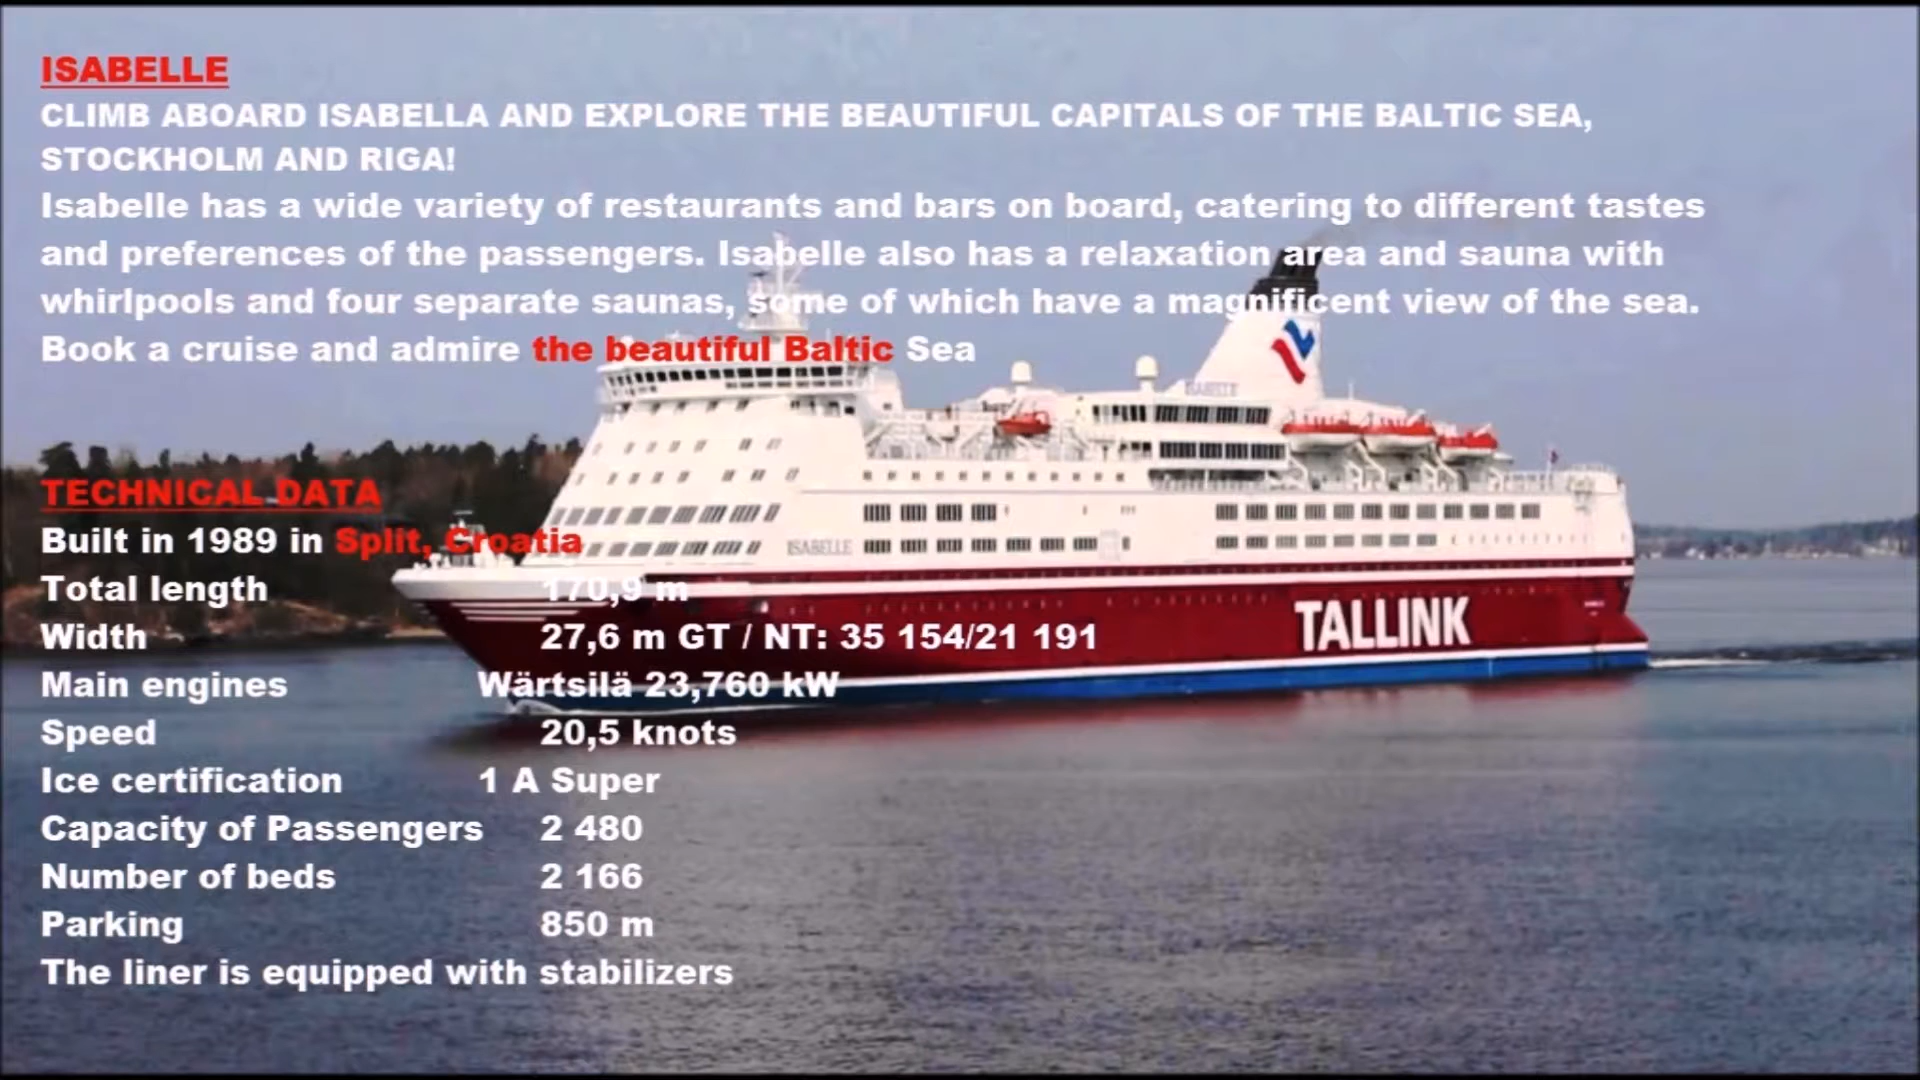 ISABELLE
CLIMB ABOARD ISABELLA AND EXPLORE THE BEAUTIFUL CAPITALS OF THE BALTIC SEA,
STOCKHOLM AND RIGA!
Isabelle has a wide variety of restaurants and bars on board, catering to different tastes
and preferences of the passengers. Isabelle also has a relaxation area and sauna with
whirlpools and four separate saunas, some of which have a magnificent view of the sea.
Book a cruise and admire the beautiful Baltic Sea
ISABELLE
TECHNICAL DATA
Built in 1989 in Split, Croatia
ISABELLE
Total length 170,9 m
TALLINK
Width 27,6 m GT / NT: 35 154/21 191
Main engines Wärtsilä 23,760 kW
Speed 20,5 knots
Ice certification 1 A Super
Capacity of Passengers 2 480
Number of beds 2 166
Parking 850 m
The liner is equipped with stabilizers